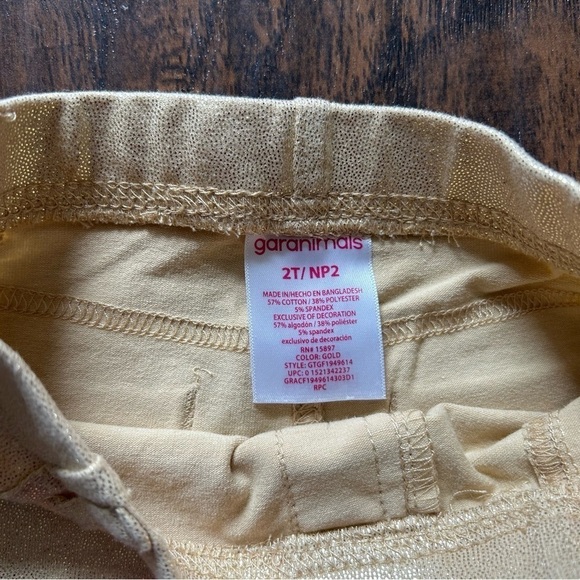 garanimals
2T/ NP2
MADE IN/HECHO EN BANGLADESH
57% COTTON / 38% POLYESTER
5% SPANDEX
EXCLUSIVE OF DECORATION
57% algodón / 38% poliéster
5% spandex
exclusivo de decoración
RN# 15897
COLOR: GOLD
STYLE: GTGF1949614
UPC: 0 1521342237
GRACF1949614303D1
RPC